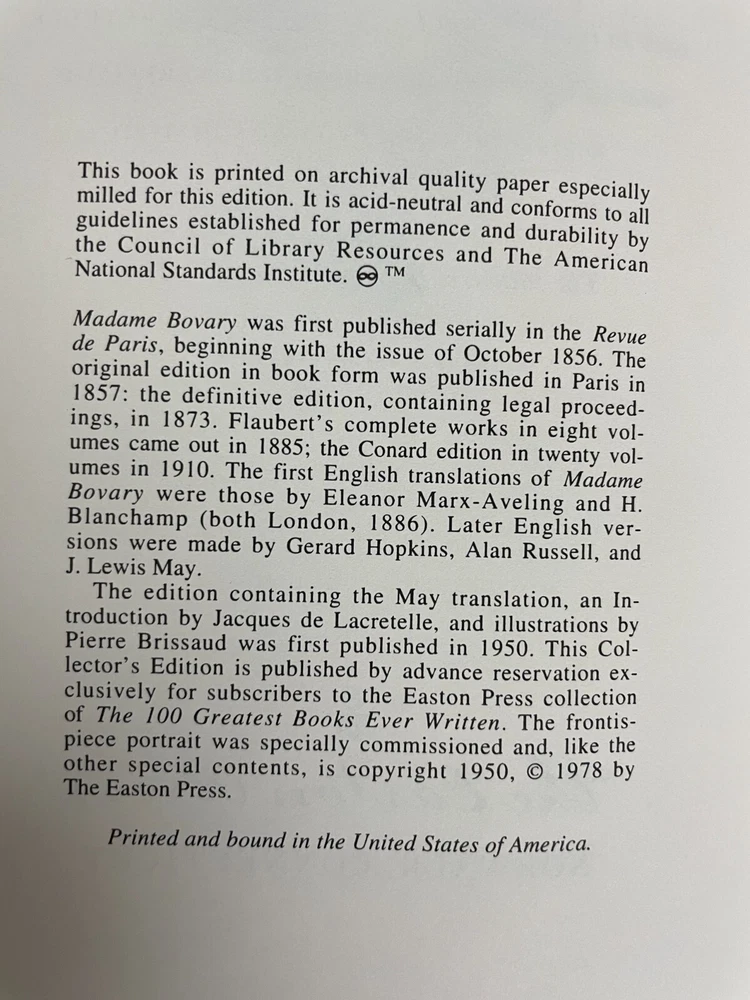 This book is printed on archival quality paper especially
milled for this edition. It is acid-neutral and conforms to all
guidelines established for permanence and durability by
the Council of Library Resources and The American
National Standards Institute. ♾ ™
Madame Bovary was first published serially in the Revue
de Paris, beginning with the issue of October 1856. The
original edition in book form was published in Paris in
1857: the definitive edition, containing legal proceed-
ings, in 1873. Flaubert's complete works in eight vol-
umes came out in 1885; the Conard edition in twenty vol-
umes in 1910. The first English translations of Madame
Bovary were those by Eleanor Marx-Aveling and H.
Blanchamp (both London, 1886). Later English ver-
sions were made by Gerard Hopkins, Alan Russell, and
J. Lewis May.
The edition containing the May translation, an In-
troduction by Jacques de Lacretelle, and illustrations by
Pierre Brissaud was first published in 1950. This Col-
lector's Edition is published by advance reservation ex-
clusively for subscribers to the Easton Press collection
of The 100 Greatest Books Ever Written. The frontis-
piece portrait was specially commissioned and, like the
other special contents, is copyright 1950, © 1978 by
The Easton Press.
Printed and bound in the United States of America.